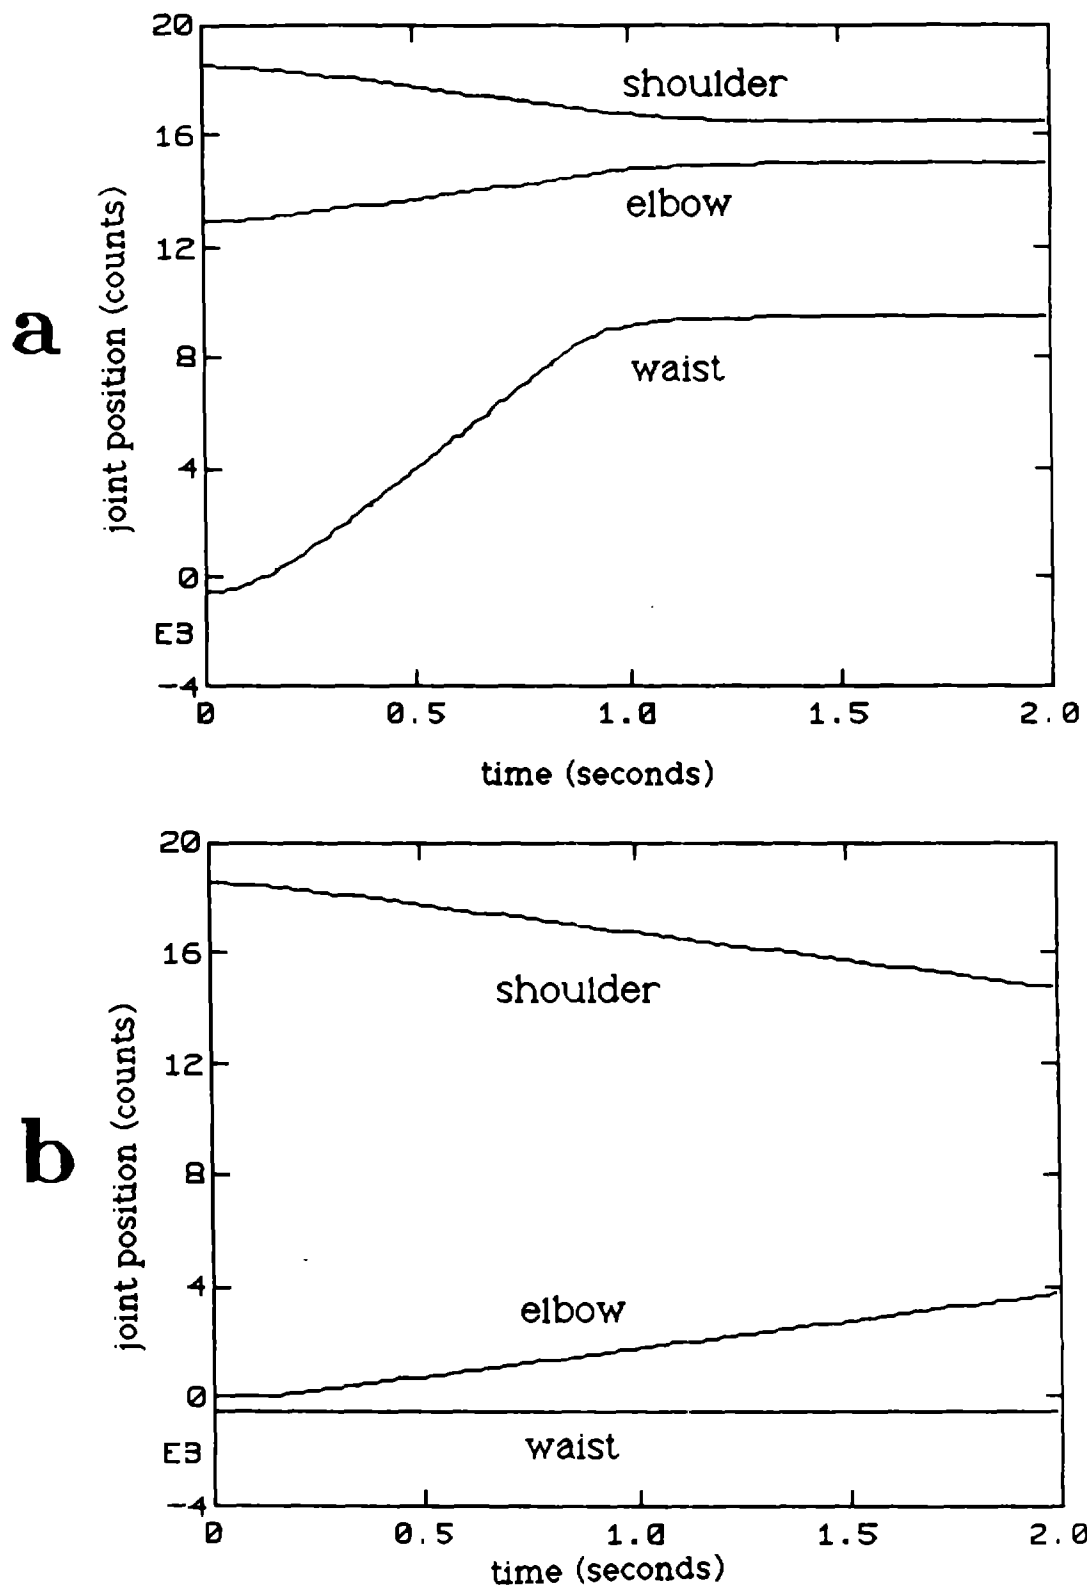 a
joint position (counts)
20
16
12
8
4
0
E3
-4
shoulder
elbow
waist
0 0.5 1.0 1.5 2.0
time (seconds)
b
joint position (counts)
20
16
12
8
4
0
E3
-4
shoulder
elbow
waist
0 0.5 1.0 1.5 2.0
time (seconds)